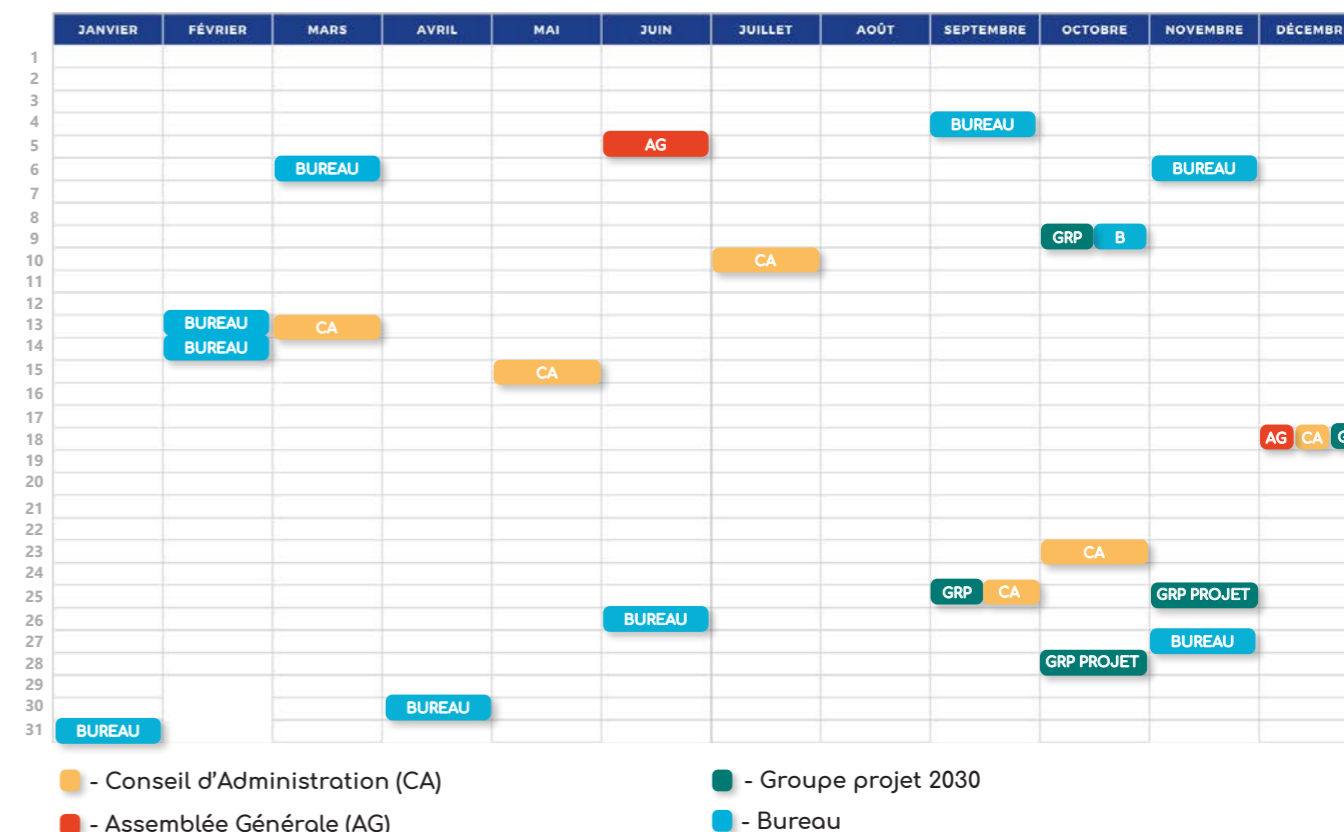 JANVIER FÉVRIER MARS AVRIL MAI JUIN JUILLET AOÛT SEPTEMBRE OCTOBRE NOVEMBRE DÉCEMBR
1
2
3
4 BUREAU
5 AG
6 BUREAU BUREAU
7
8
9 GRP B
10 CA
11
12
13 BUREAU CA
14 BUREAU
15 CA
16
17
18 AG CA G
19
20
21
22
23 CA
24
25 GRP CA GRP PROJET
26 BUREAU
27 BUREAU
28 GRP PROJET
29
30 BUREAU
31 BUREAU
- Conseil d'Administration (CA) - Groupe projet 2030
- Assemblée Générale (AG) - Bureau